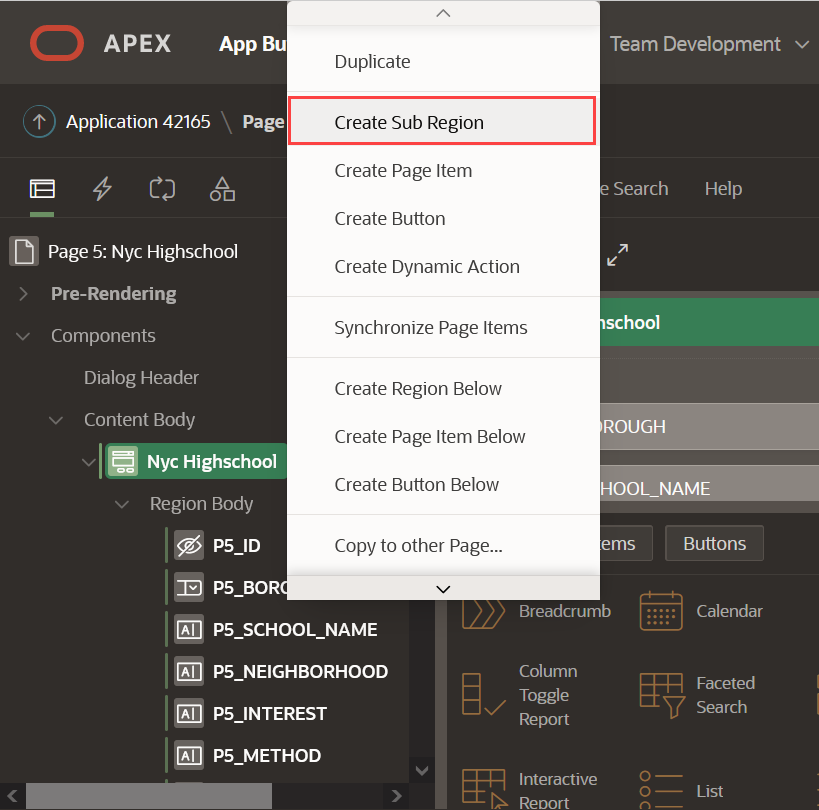 APEX
App Bu
Team Development
Application 42165 \ Page
e Search
Help
Page 5: Nyc Highschool
Pre-Rendering
Components
Dialog Header
Content Body
Nyc Highschool
Region Body
P5_ID
P5_BORO
P5_SCHOOL_NAME
P5_NEIGHBORHOOD
P5_INTEREST
P5_METHOD
Duplicate
Create Sub Region
Create Page Item
Create Button
Create Dynamic Action
Synchronize Page Items
Create Region Below
Create Page Item Below
Create Button Below
Copy to other Page...
hschool
ROUGH
HOOL_NAME
tems
Buttons
Breadcrumb
Calendar
Column
Toggle
Report
Faceted
Search
Interactive
Report
List